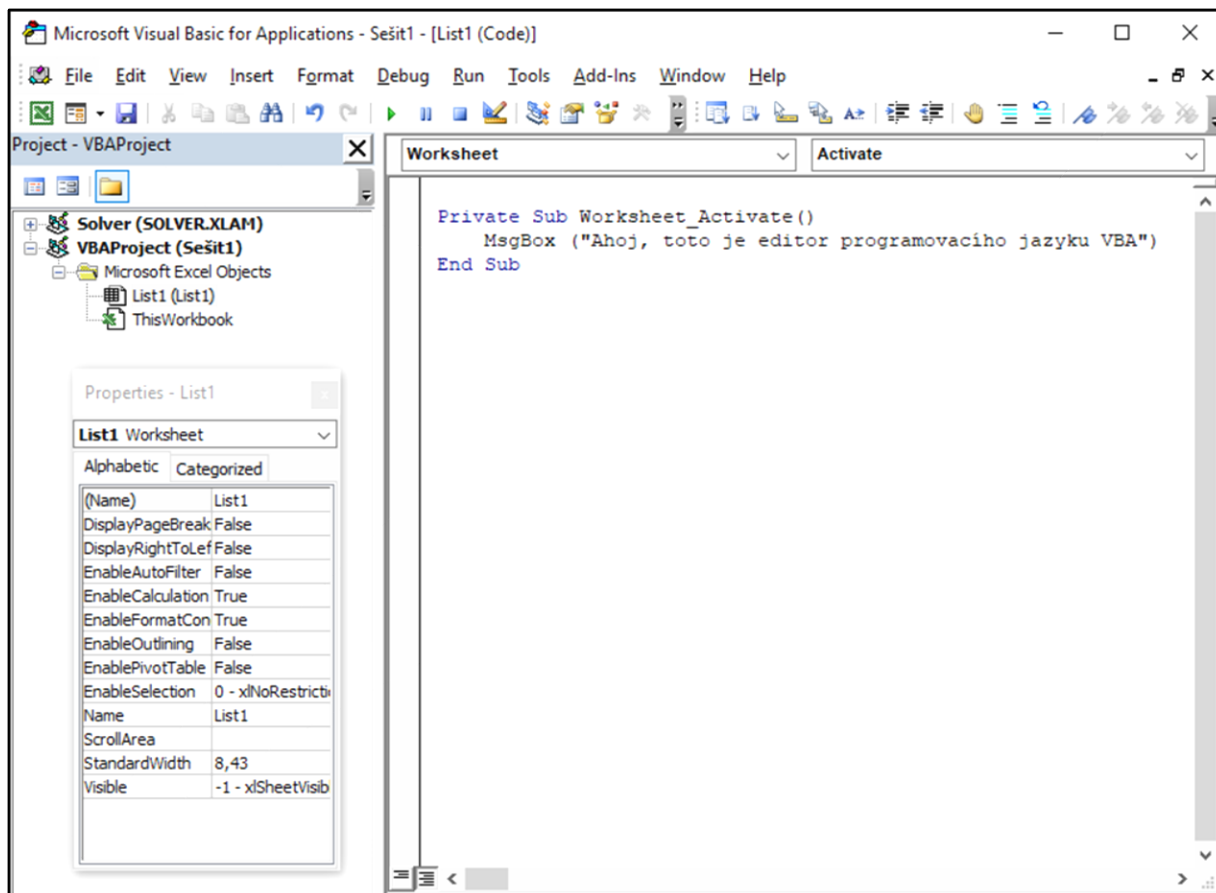 Microsoft Visual Basic for Applications - Sešit1 - [List1 (Code)]
File Edit View Insert Format Debug Run Tools Add-Ins Window Help
Project - VBAProject
Solver (SOLVER.XLAM)
VBAProject (Sešit1)
Microsoft Excel Objects
List1 (List1)
ThisWorkbook
Properties - List1
List1 Worksheet
Alphabetic Categorized
(Name) List1
DisplayPageBreak False
DisplayRightToLef False
EnableAutoFilter False
EnableCalculation True
EnableFormatCon True
EnableOutlining False
EnablePivotTable False
EnableSelection 0 - xlNoRestricti
Name List1
ScrollArea
StandardWidth 8,43
Visible -1 - xlSheetVisib
Worksheet Activate
Private Sub Worksheet_Activate()
MsgBox ("Ahoj, toto je editor programovacího jazyku VBA")
End Sub